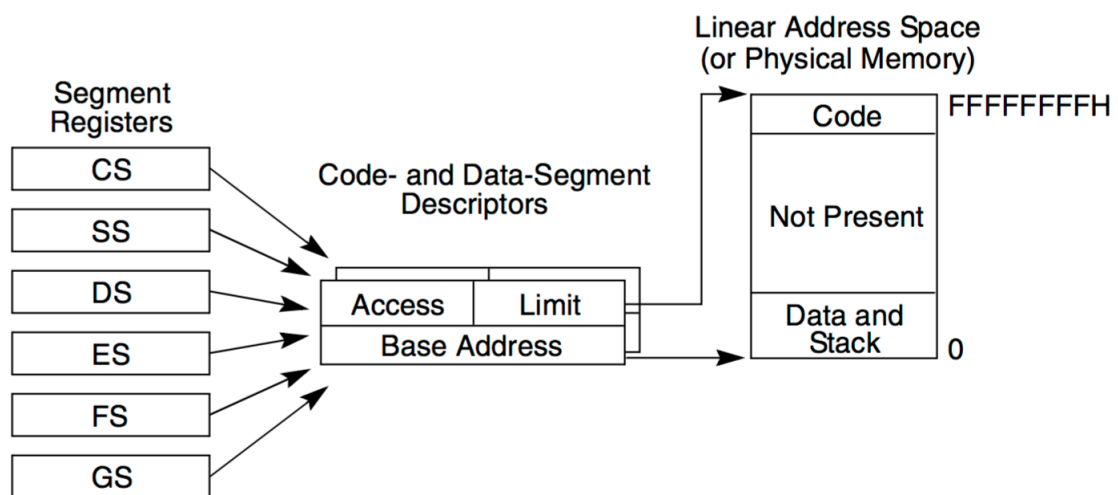 Segment
Registers
CS
SS
DS
ES
FS
GS
Code- and Data-Segment
Descriptors
Access
Limit
Base Address
Linear Address Space
(or Physical Memory)
Code
FFFFFFFFH
Not Present
Data and
Stack
0